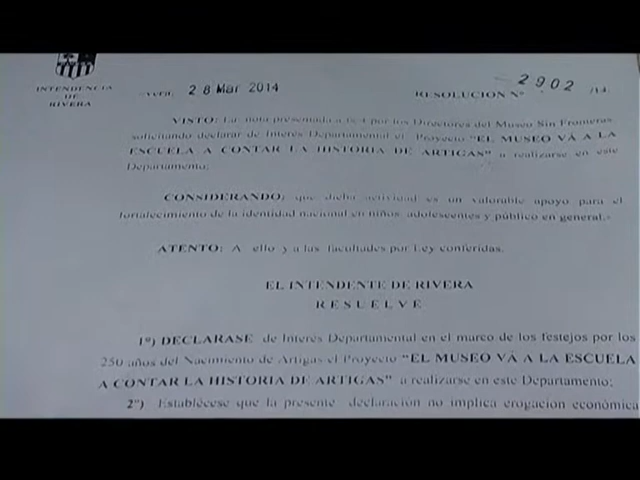 INTENDENCIA
DE
RIVERA
28 Mar 2014
RESOLUCION Nº 2902 /14
VISTO: La nota presentada a fs.1 por los Directores del Museo Sin Fronteras
solicitando declarar de Interés Departamental el Proyecto "EL MUSEO VÁ A LA
ESCUELA A CONTAR LA HISTORIA DE ARTIGAS" a realizarse en este
Departamento;
CONSIDERANDO: que dicha actividad es un valorable apoyo para el
fortalecimiento de la identidad nacional en niños, adolescentes y público en general.-
ATENTO: A ello y a las facultades por Ley conferidas.
EL INTENDENTE DE RIVERA
RESUELVE
1º) DECLARASE de Interés Departamental en el marco de los festejos por los
250 años del Nacimiento de Artigas el Proyecto "EL MUSEO VÁ A LA ESCUELA
A CONTAR LA HISTORIA DE ARTIGAS" a realizarse en este Departamento;
2º) Establécese que la presente declaración no implica erogación económica